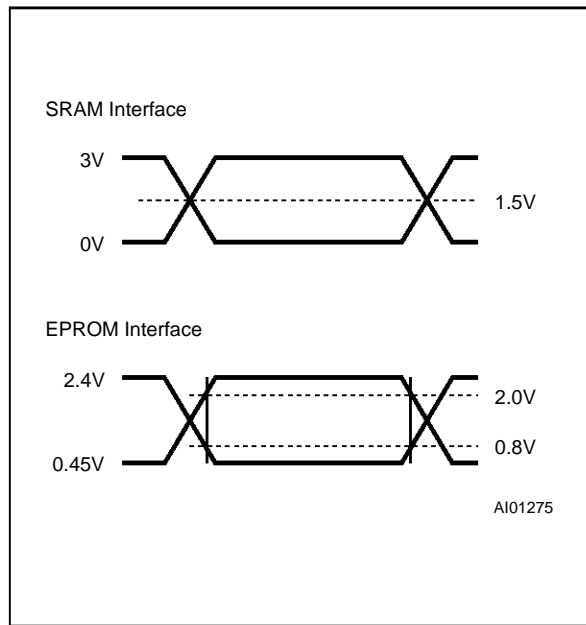 SRAM Interface
3V
1.5V
0V
EPROM Interface
2.4V
2.0V
0.8V
0.45V
AI01275